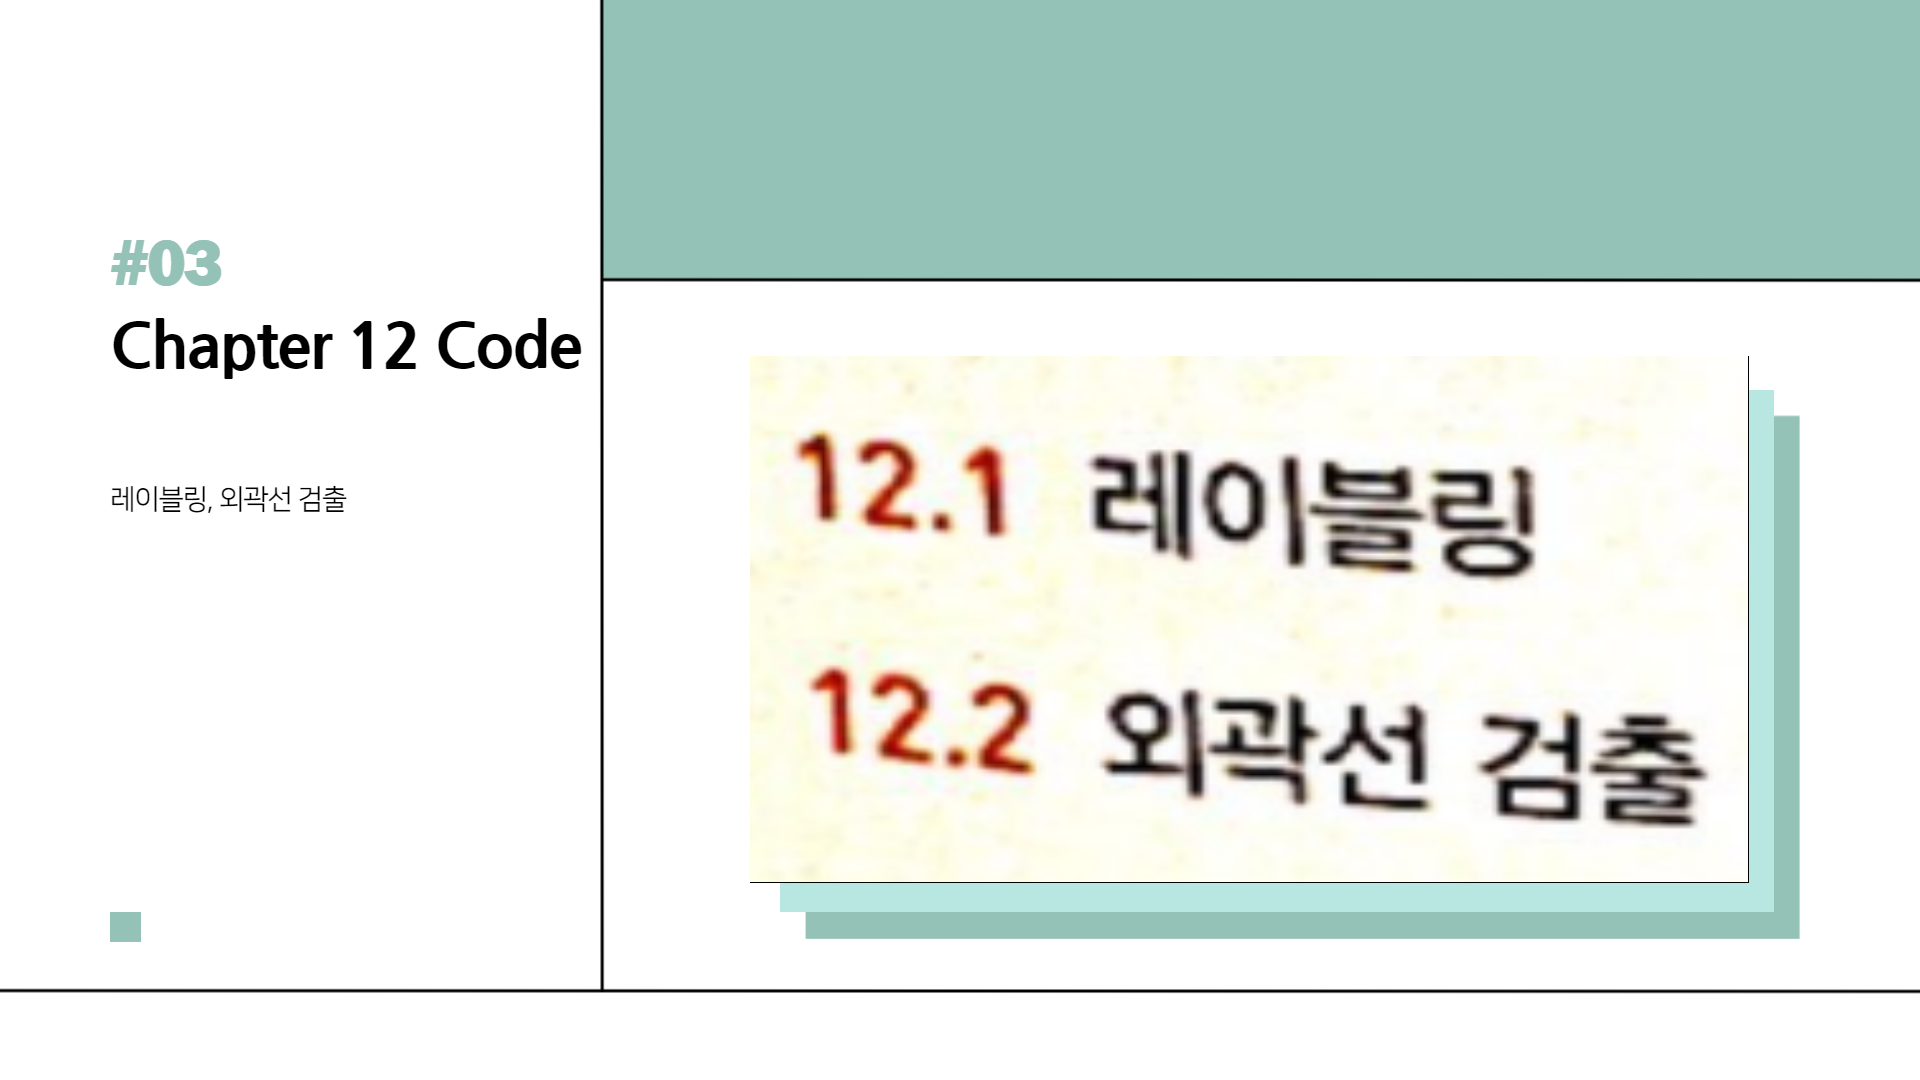 #03
Chapter 12 Code
레이블링, 외곽선 검출
12.1 레이블링
12.2 외곽선 검출